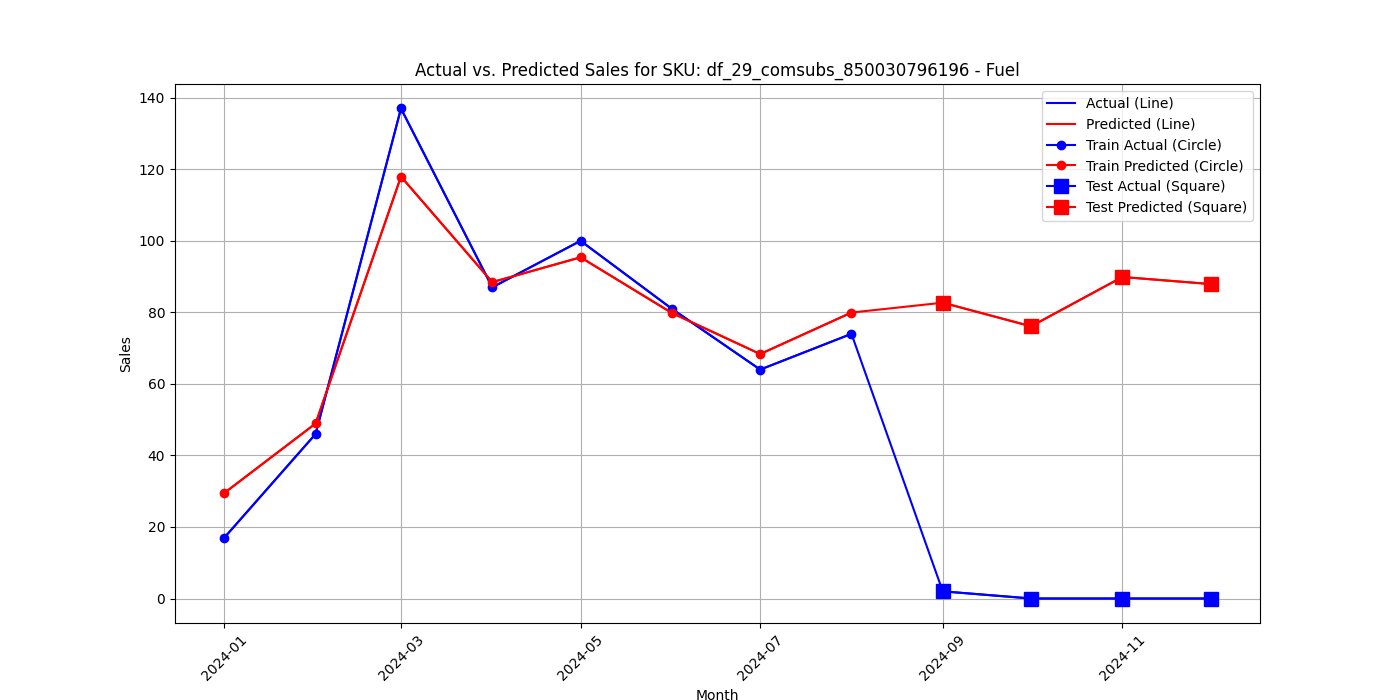 Actual vs. Predicted Sales for SKU: df_29_comsubs_850030796196 - Fuel
Actual (Line)
Predicted (Line)
Train Actual (Circle)
Train Predicted (Circle)
Test Actual (Square)
Test Predicted (Square)
140
120
100
80
60
40
20
0
Sales
2024-01
2024-03
2024-05
2024-07
2024-09
2024-11
Month